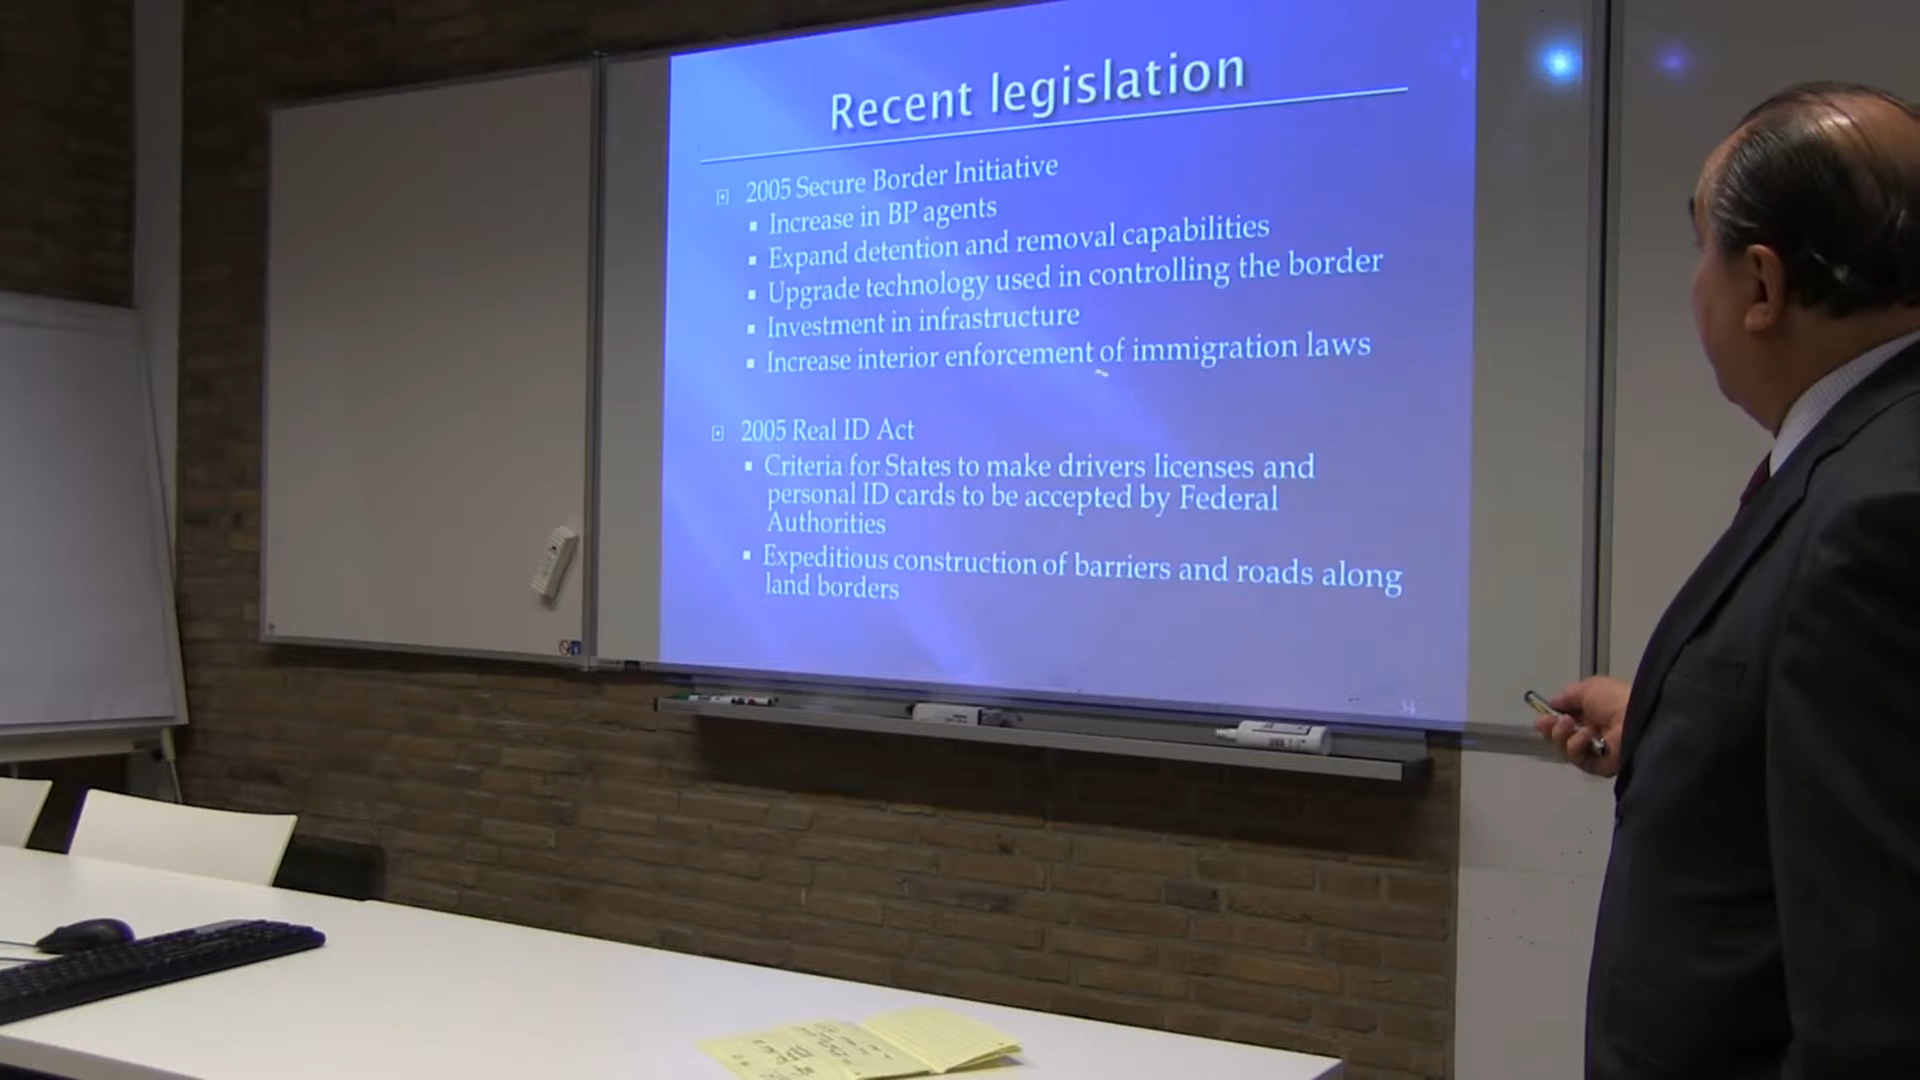 Recent legislation
2005 Secure Border Initiative
Increase in BP agents
Expand detention and removal capabilities
Upgrade technology used in controlling the border
Investment in infrastructure
Increase interior enforcement of immigration laws
2005 Real ID Act
Criteria for States to make drivers licenses and
personal ID cards to be accepted by Federal
Authorities
Expeditious construction of barriers and roads along
land borders
34